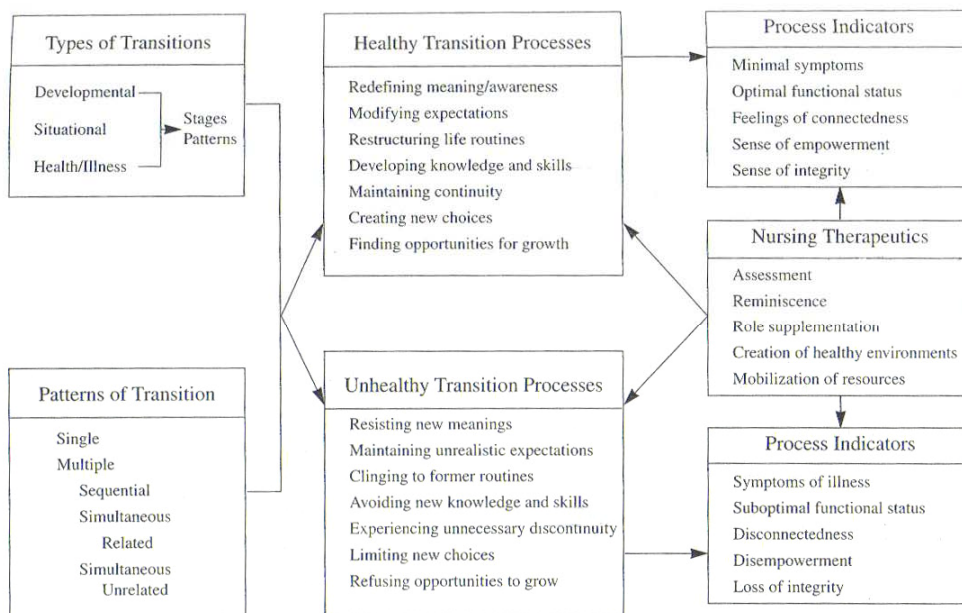 Types of Transitions
Developmental
Situational
Health/Illness
Stages
Patterns
Patterns of Transition
Single
Multiple
Sequential
Simultaneous
Related
Simultaneous
Unrelated
Healthy Transition Processes
Redefining meaning/awareness
Modifying expectations
Restructuring life routines
Developing knowledge and skills
Maintaining continuity
Creating new choices
Finding opportunities for growth
Unhealthy Transition Processes
Resisting new meanings
Maintaining unrealistic expectations
Clinging to former routines
Avoiding new knowledge and skills
Experiencing unnecessary discontinuity
Limiting new choices
Refusing opportunities to grow
Process Indicators
Minimal symptoms
Optimal functional status
Feelings of connectedness
Sense of empowerment
Sense of integrity
Nursing Therapeutics
Assessment
Reminiscence
Role supplementation
Creation of healthy environments
Mobilization of resources
Process Indicators
Symptoms of illness
Suboptimal functional status
Disconnectedness
Disempowerment
Loss of integrity